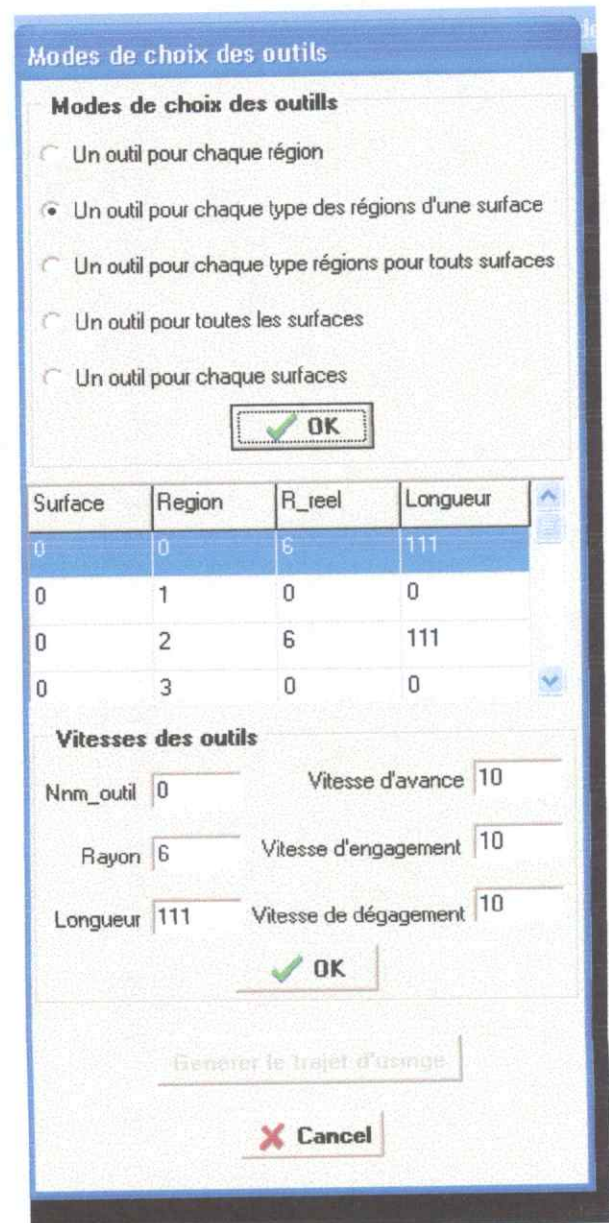 Modes de choix des outils
Modes de choix des outills
Un outil pour chaque région
Un outil pour chaque type des régions d'une surface
Un outil pour chaque type régions pour touts surfaces
Un outil pour toutes les surfaces
Un outil pour chaque surfaces
OK
Surface Region R_reel Longueur
0 0 6 111
0 1 0 0
0 2 6 111
0 3 0 0
Vitesses des outils
Nnm_outil 0 Vitesse d'avance 10
Rayon 6 Vitesse d'engagement 10
Longueur 111 Vitesse de dégagement 10
OK
Generer le trajet d'usinge
Cancel